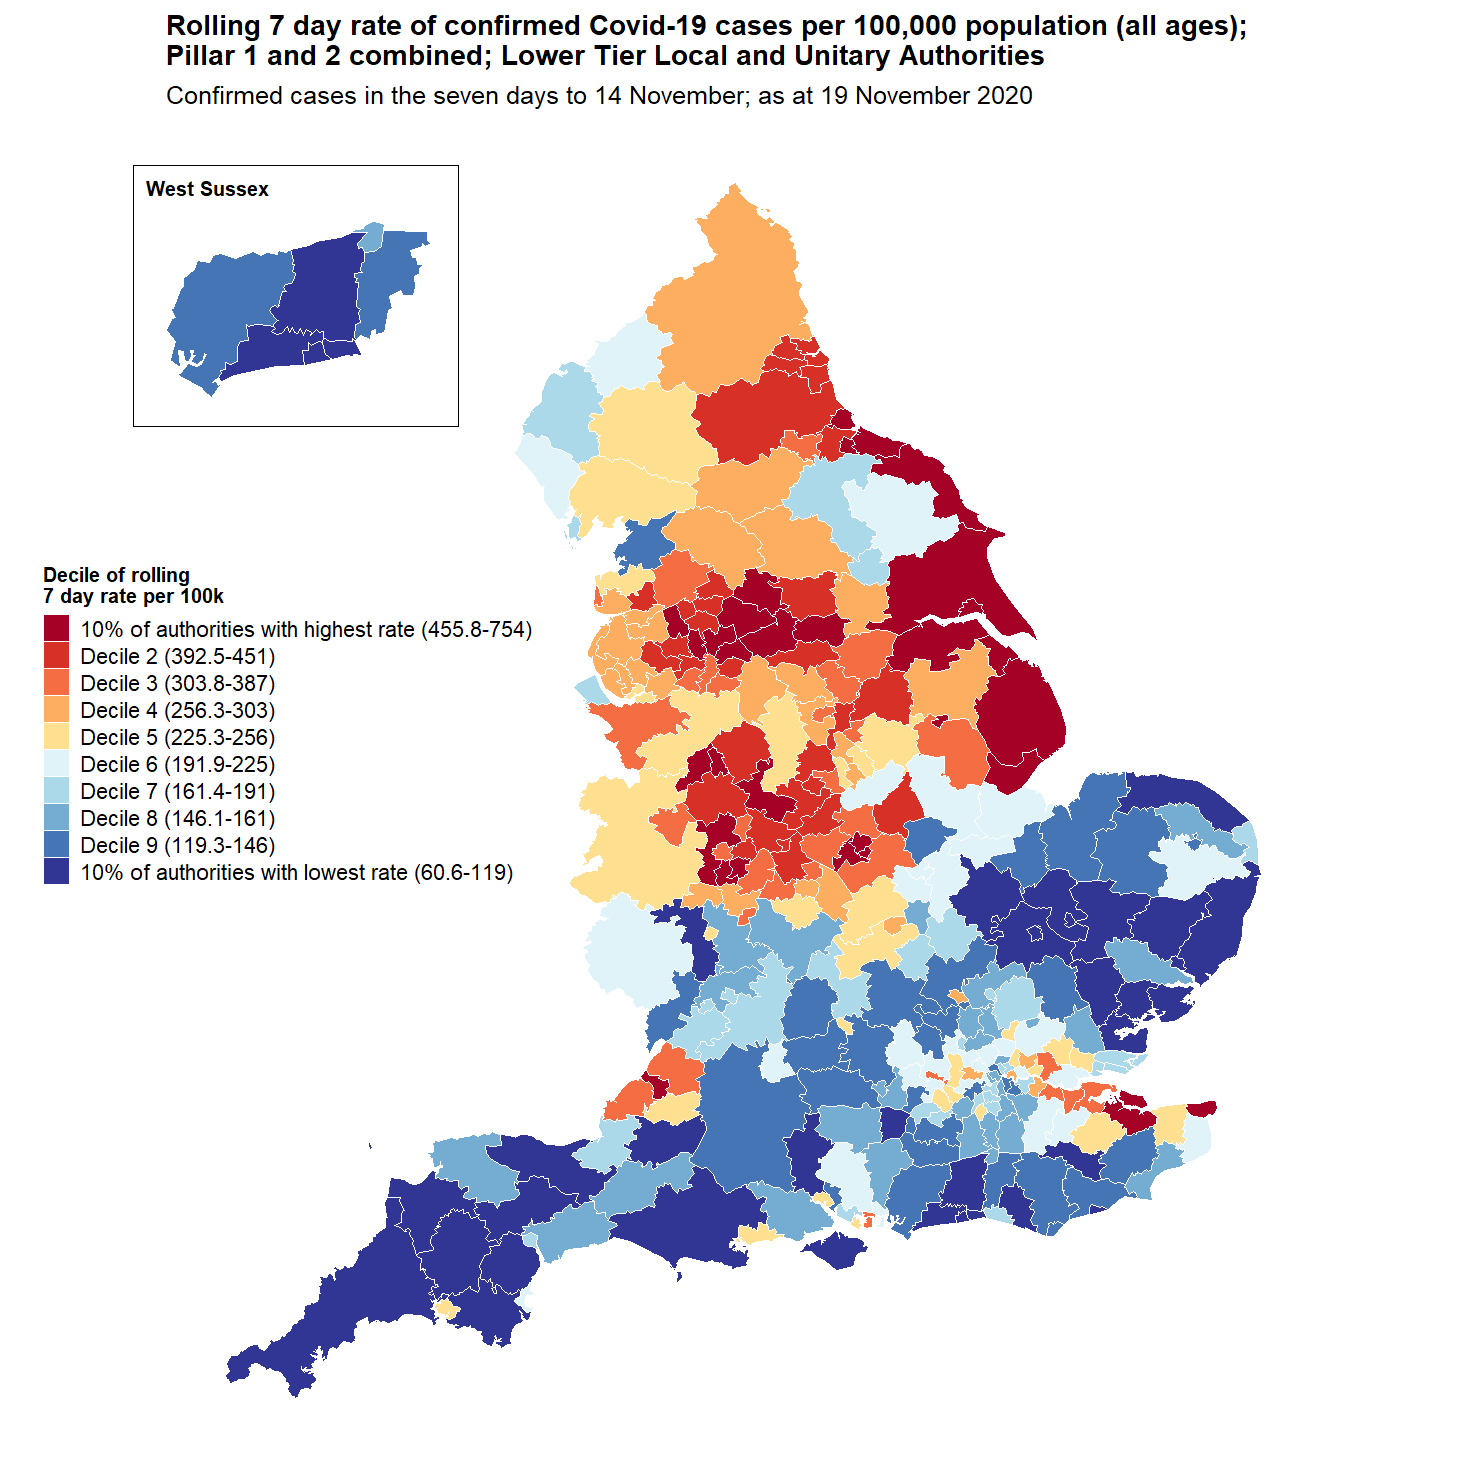 Rolling 7 day rate of confirmed Covid-19 cases per 100,000 population (all ages);
Pillar 1 and 2 combined; Lower Tier Local and Unitary Authorities
Confirmed cases in the seven days to 14 November; as at 19 November 2020
West Sussex
Decile of rolling
7 day rate per 100k
10% of authorities with highest rate (455.8-754)
Decile 2 (392.5-451)
Decile 3 (303.8-387)
Decile 4 (256.3-303)
Decile 5 (225.3-256)
Decile 6 (191.9-225)
Decile 7 (161.4-191)
Decile 8 (146.1-161)
Decile 9 (119.3-146)
10% of authorities with lowest rate (60.6-119)